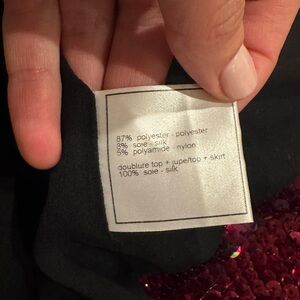 87% polyester - polyester
8% soie - silk
5% polyamide - nylon
doublure top + jupe/top + skirt
100% soie - silk